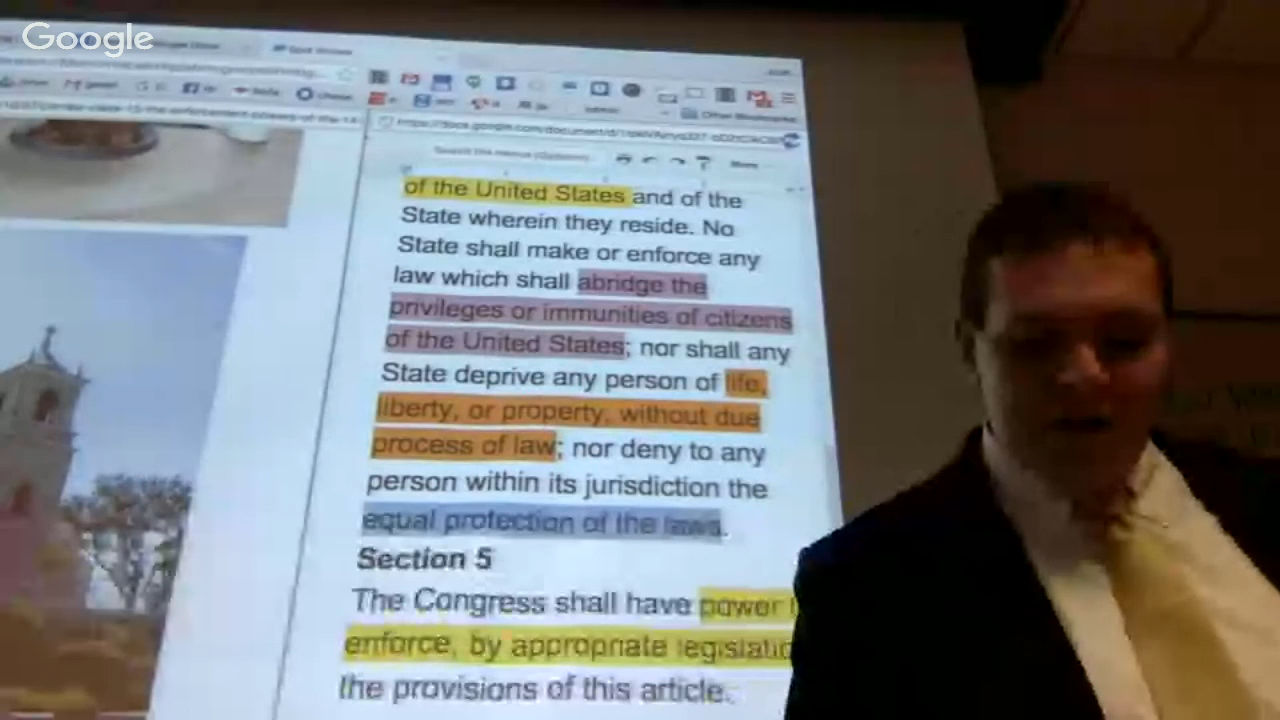 Google
Other Bookmarks
More
of the United States and of the
State wherein they reside. No
State shall make or enforce any
law which shall abridge the
privileges or immunities of citizens
of the United States; nor shall any
State deprive any person of life,
liberty, or property, without due
process of law; nor deny to any
person within its jurisdiction the
equal protection of the laws.
Section 5
The Congress shall have power
enforce, by appropriate legislatio
the provisions of this article.